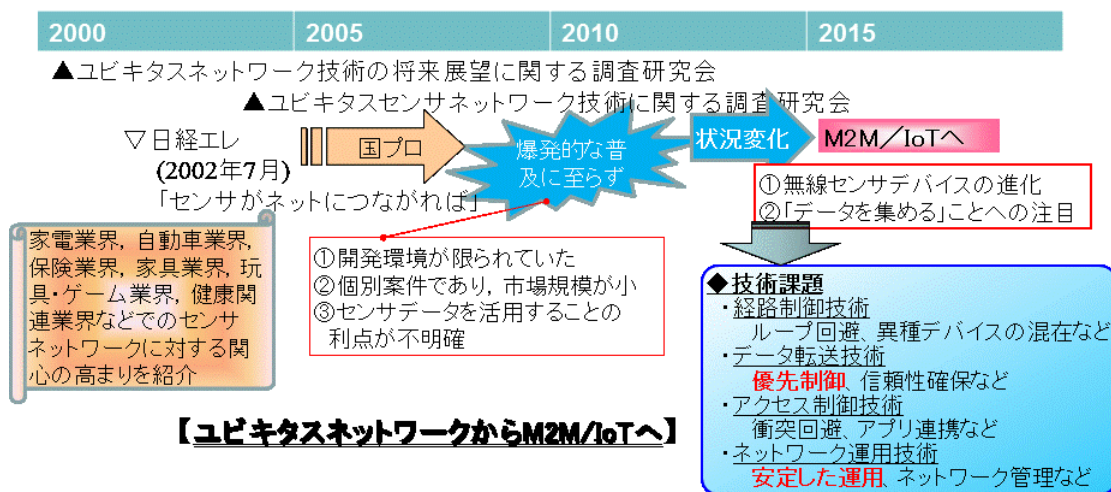 2000 2005 2010 2015
▲ユビキタスネットワーク技術の将来展望に関する調査研究会
▲ユビキタスセンサネットワーク技術に関する調査研究会
▽日経エレ
(2002年7月)
「センサがネットにつながれば」
国プロ
爆発的な普
及に至らず
状況変化
M2M／IoTへ
①無線センサデバイスの進化
②「データを集める」ことへの注目
家電業界，自動車業界，
保険業界，家具業界，玩
具・ゲーム業界，健康関
連業界などでのセンサ
ネットワークに対する関
心の高まりを紹介
①開発環境が限られていた
②個別案件であり，市場規模が小
③センサデータを活用することの
利点が不明確
◆技術課題
・経路制御技術
ループ回避、異種デバイスの混在など
・データ転送技術
優先制御、信頼性確保など
・アクセス制御技術
衝突回避、アプリ連携など
・ネットワーク運用技術
安定した運用、ネットワーク管理など
【ユビキタスネットワークからM2M/IoTへ】